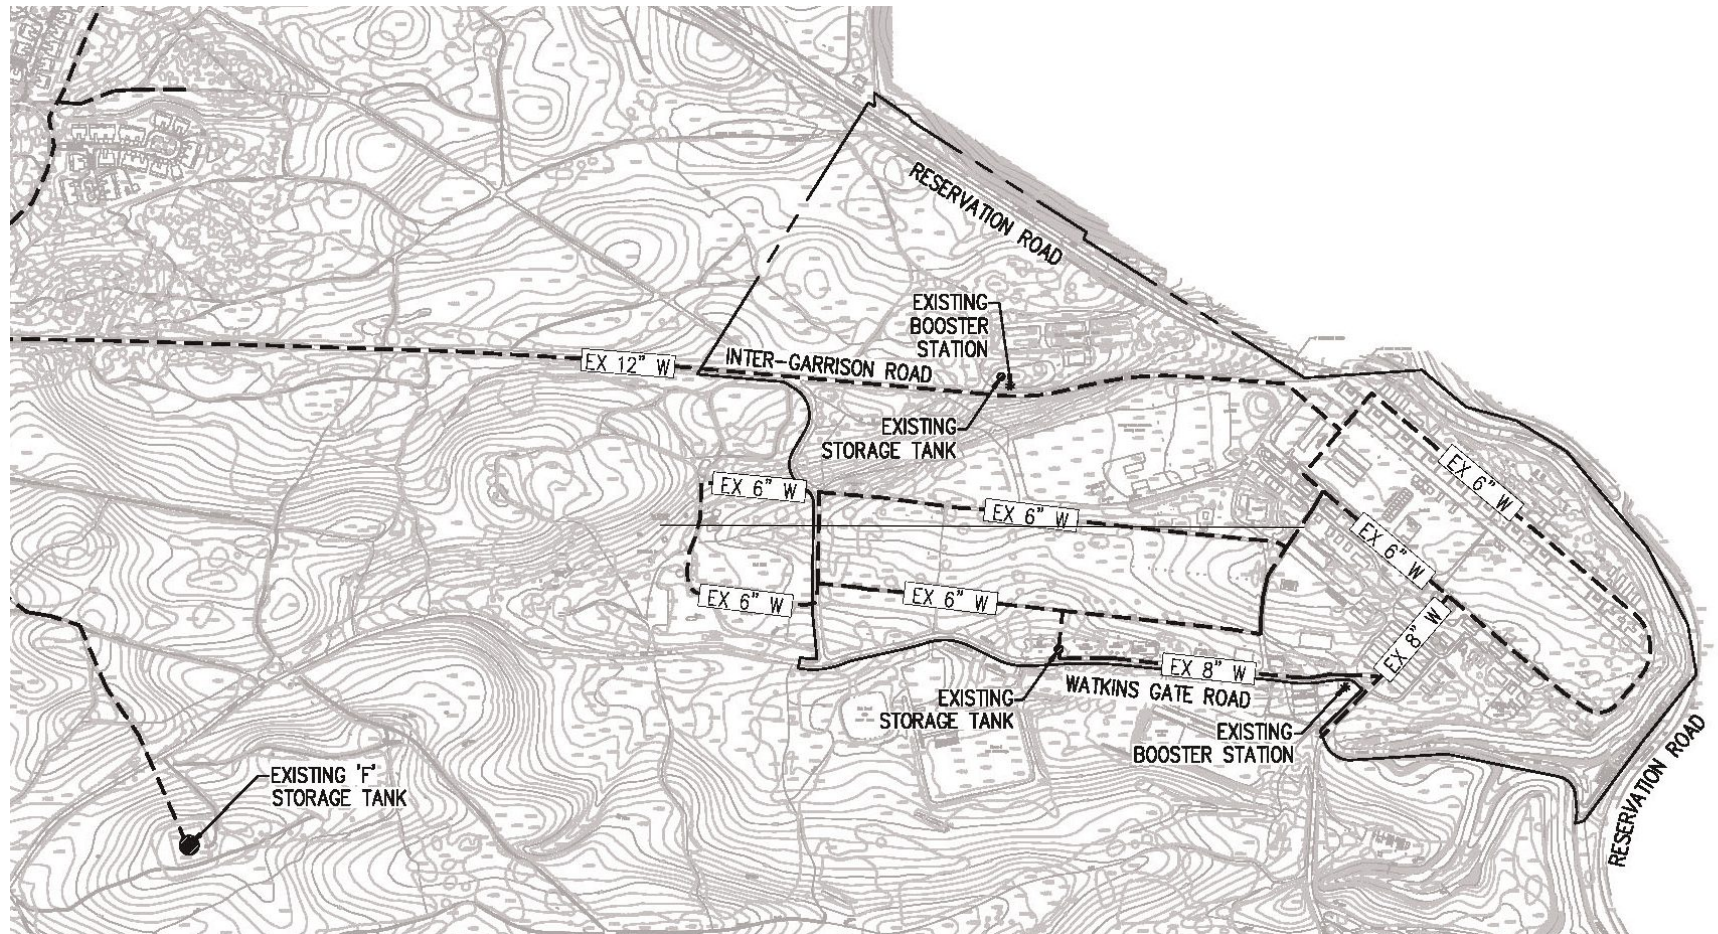 RESERVATION ROAD
EXISTING
BOOSTER
STATION
EX 12" W
INTER-GARRISON ROAD
EXISTING
STORAGE TANK
EX 6" W
EX 6" W
EX 6" W
EX 6" W
EX 6" W
EX 6" W
EX 8" W
EX 8" W
WATKINS GATE ROAD
EXISTING
STORAGE TANK
EXISTING
BOOSTER STATION
RESERVATION ROAD
EXISTING 'F'
STORAGE TANK